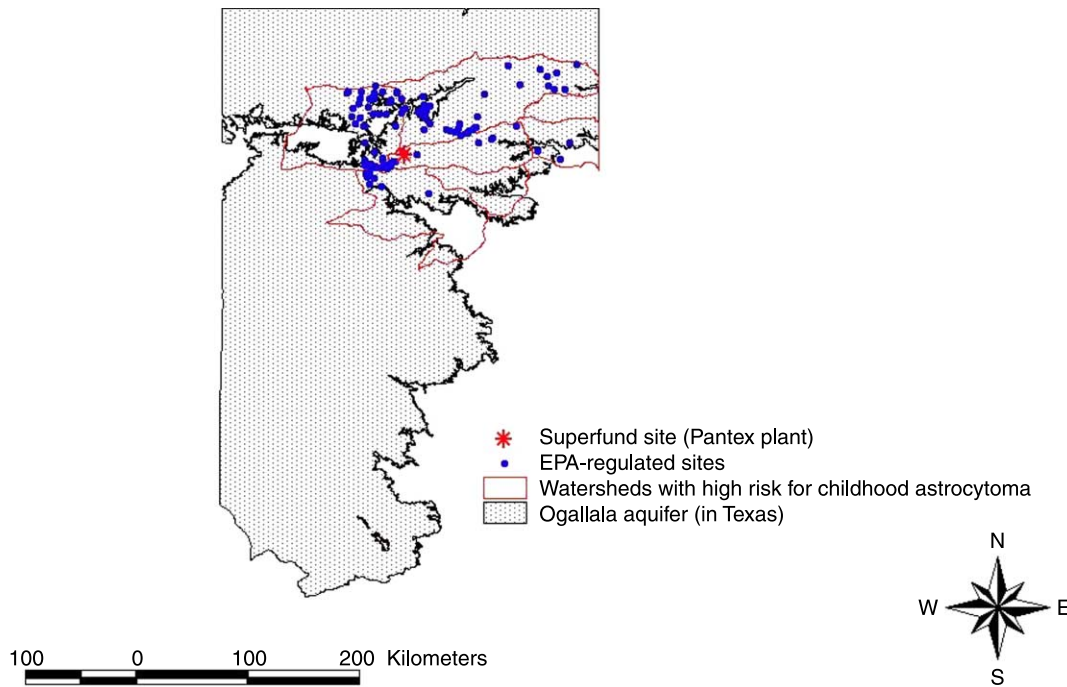 Superfund site (Pantex plant)
EPA-regulated sites
Watersheds with high risk for childhood astrocytoma
Ogallala aquifer (in Texas)
N
W E
S
100 0 100 200 Kilometers